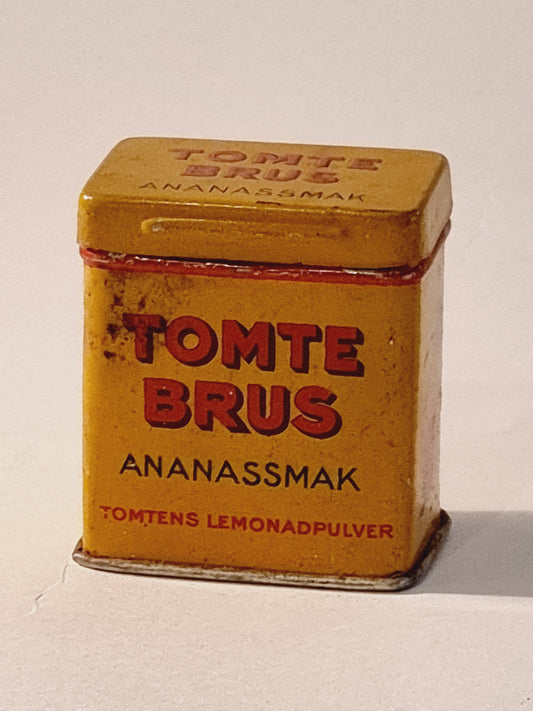 TOMTE
BRUS
ANANASSMAK
TOMTE
BRUS
ANANASSMAK
TOMTENS LEMONADPULVER